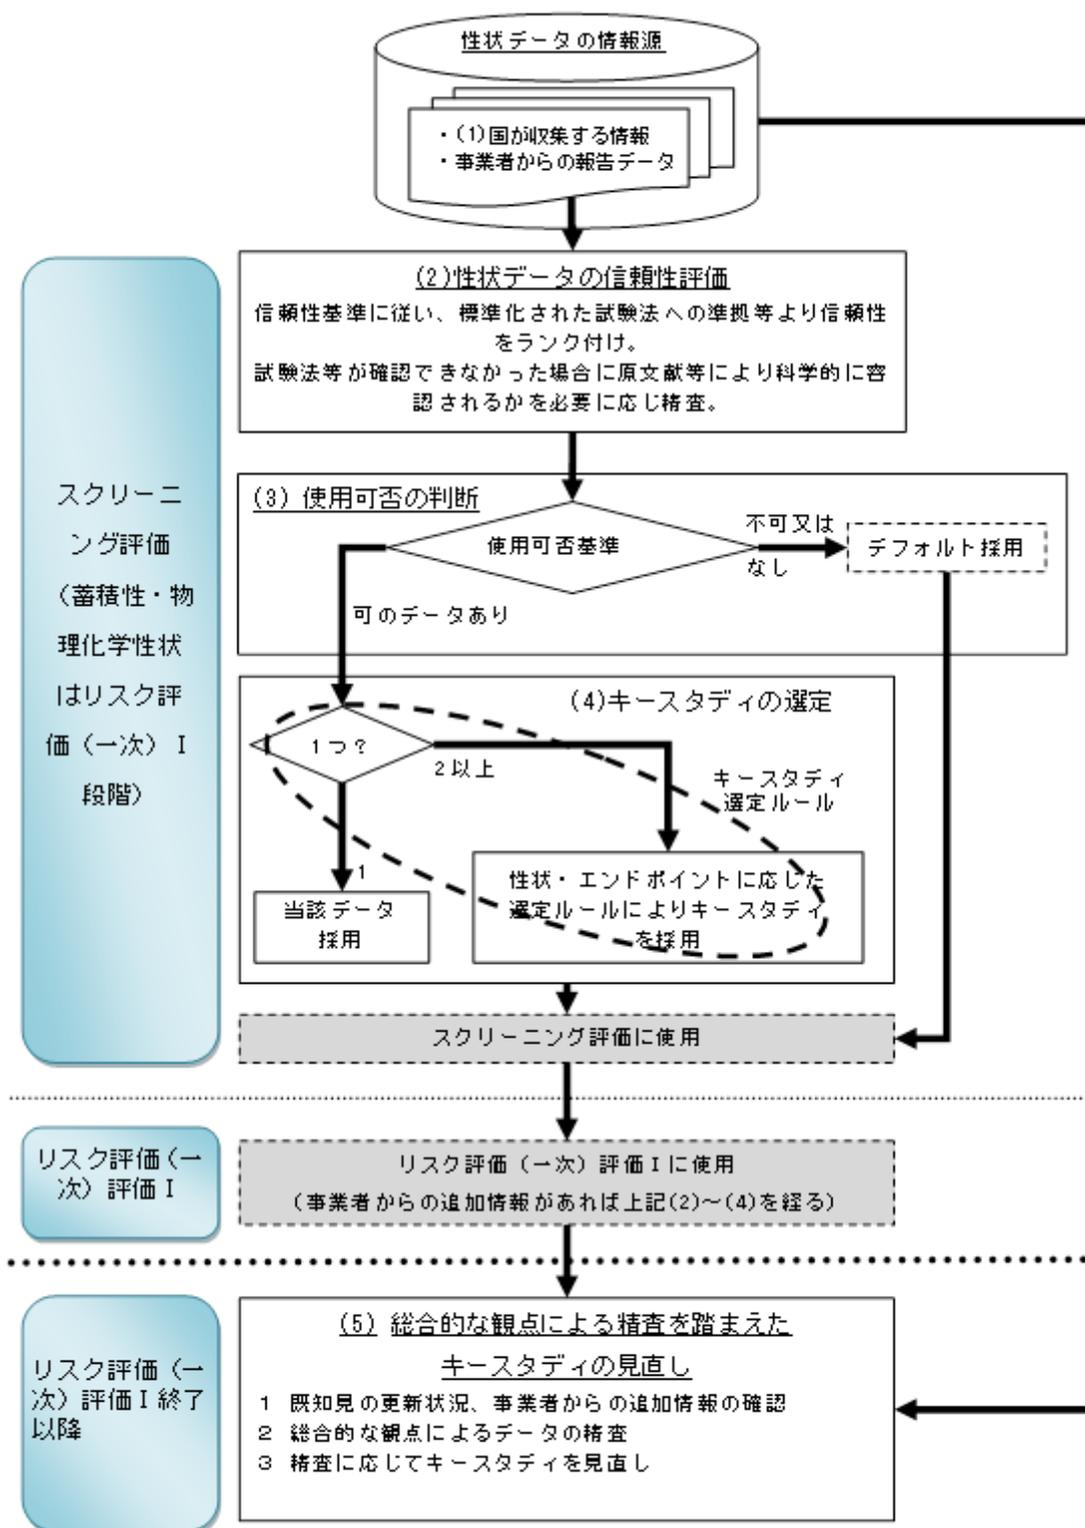 性状データの情報源
・(1)国が収集する情報
・事業者からの報告データ
(2)性状データの信頼性評価
信頼性基準に従い、標準化された試験法への準拠等より信頼性
をランク付け。
試験法等が確認できなかった場合に原文献等により科学的に容
認されるかを必要に応じ精査。
スクリーニ
ング評価
（蓄積性・物
理化学性状
はリスク評
価（一次）Ⅰ
段階）
(3) 使用可否の判断
使用可否基準
不可又は
なし
デフォルト採用
可のデータあり
(4)キースタディの選定
1つ？
2以上
キースタディ
選定ルール
1
当該データ
採用
性状・エンドポイントに応じた
選定ルールによりキースタディ
を採用
スクリーニング評価に使用
リスク評価（一
次）評価Ⅰ
リスク評価（一次）評価Ⅰに使用
（事業者からの追加情報があれば上記(2)～(4)を経る）
リスク評価（一
次）評価Ⅰ終了
以降
(5) 総合的な観点による精査を踏まえた
キースタディの見直し
1 既知見の更新状況、事業者からの追加情報の確認
2 総合的な観点によるデータの精査
3 精査に応じてキースタディを見直し